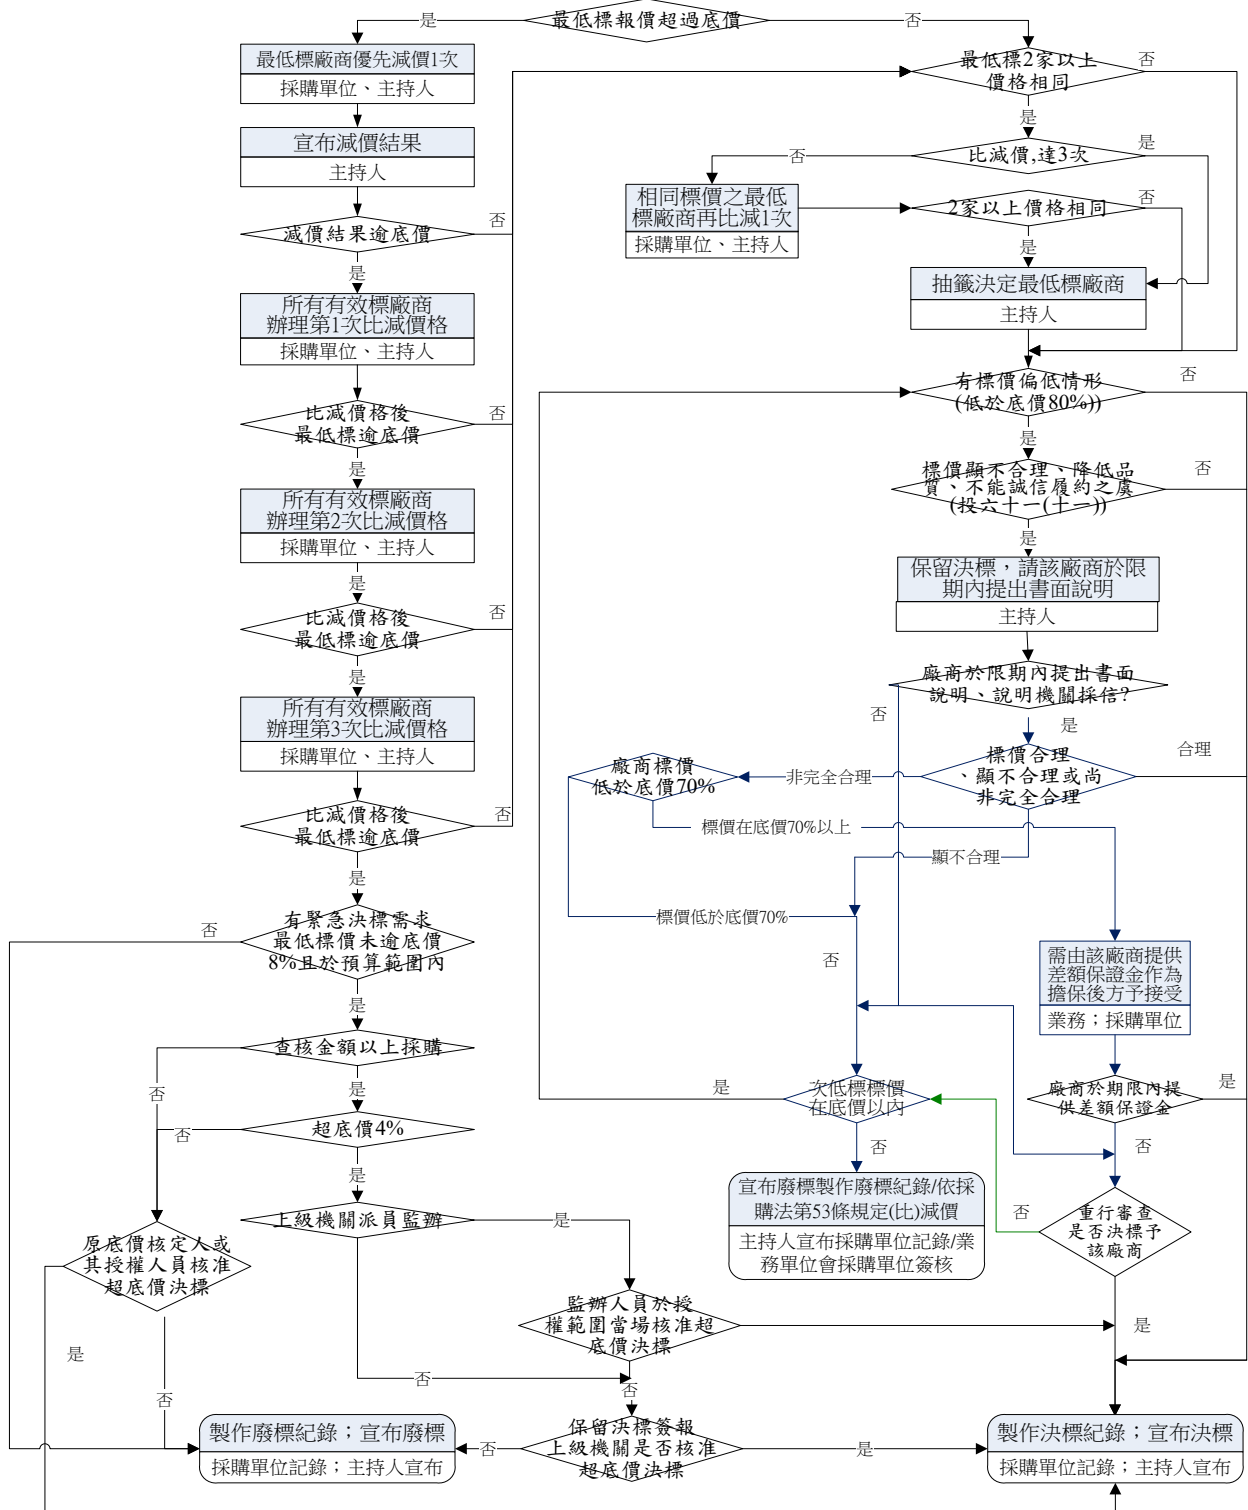 最低標報價超過底價
是
否
最低標廠商優先減價1次
採購單位、主持人
宣布減價結果
主持人
減價結果逾底價
否
是
所有有效標廠商
辦理第1次比減價格
採購單位、主持人
比減價格後
最低標逾底價
否
是
所有有效標廠商
辦理第2次比減價格
採購單位、主持人
比減價格後
最低標逾底價
否
是
所有有效標廠商
辦理第3次比減價格
採購單位、主持人
比減價格後
最低標逾底價
否
是
有緊急決標需求
最低標價未逾底價
8%且於預算範圍內
否
是
查核金額以上採購
否
是
超底價4%
否
是
上級機關派員監辦
是
否
原底價核定人或
其授權人員核准
超底價決標
是
否
監辦人員於授
權範圍當場核准超
底價決標
是
否
保留決標簽報
上級機關是否核准
超底價決標
否
是
製作廢標紀錄；宣布廢標
採購單位記錄；主持人宣布
最低標2家以上
價格相同
否
是
比減價,達3次
否
是
相同標價之最低
標廠商再比減1次
採購單位、主持人
2家以上價格相同
否
是
抽籤決定最低標廠商
主持人
有標價偏低情形
(低於底價80%))
否
是
標價顯不合理、降低品
質、不能誠信履約之虞
(投六十一(十一))
否
是
保留決標，請該廠商於限
期內提出書面說明
主持人
廠商於限期內提出書面
說明、說明機關採信?
否
是
標價合理
、顯不合理或尚
非完全合理
合理
非完全合理
顯不合理
廠商標價
低於底價70%
標價在底價70%以上
標價低於底價70%
否
需由該廠商提供
差額保證金作為
擔保後方予接受
業務；採購單位
廠商於期限內提
供差額保證金
是
否
次低標標價
在底價以內
是
否
宣布廢標製作廢標紀錄/依採
購法第53條規定(比)減價
主持人宣布採購單位記錄/業
務單位會採購單位簽核
重行審查
是否決標予
該廠商
否
製作決標紀錄；宣布決標
採購單位記錄；主持人宣布